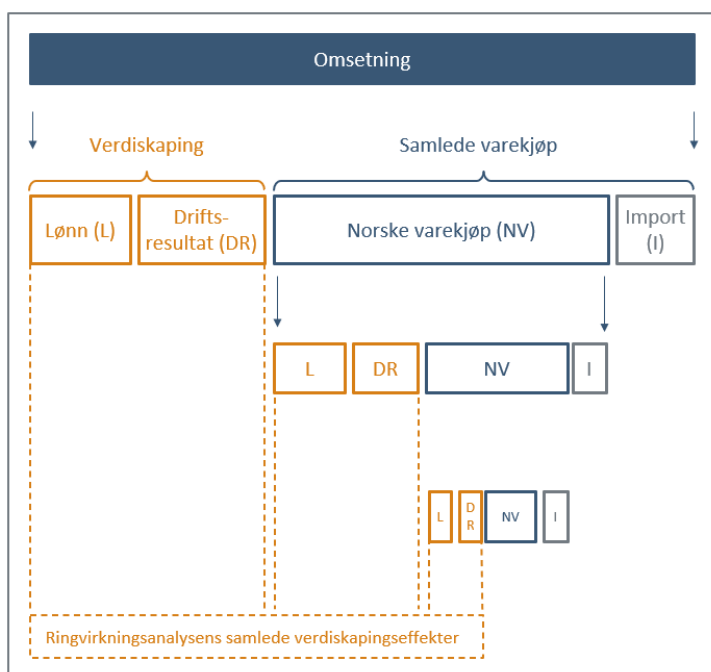 Omsetning
Verdiskaping
Samlede varekjøp
Lønn (L)
Drifts-
resultat (DR)
Norske varekjøp (NV)
Import
(I)
L
DR
NV
I
L
D
R
NV
I
Ringvirkningsanalysens samlede verdiskapingseffekter